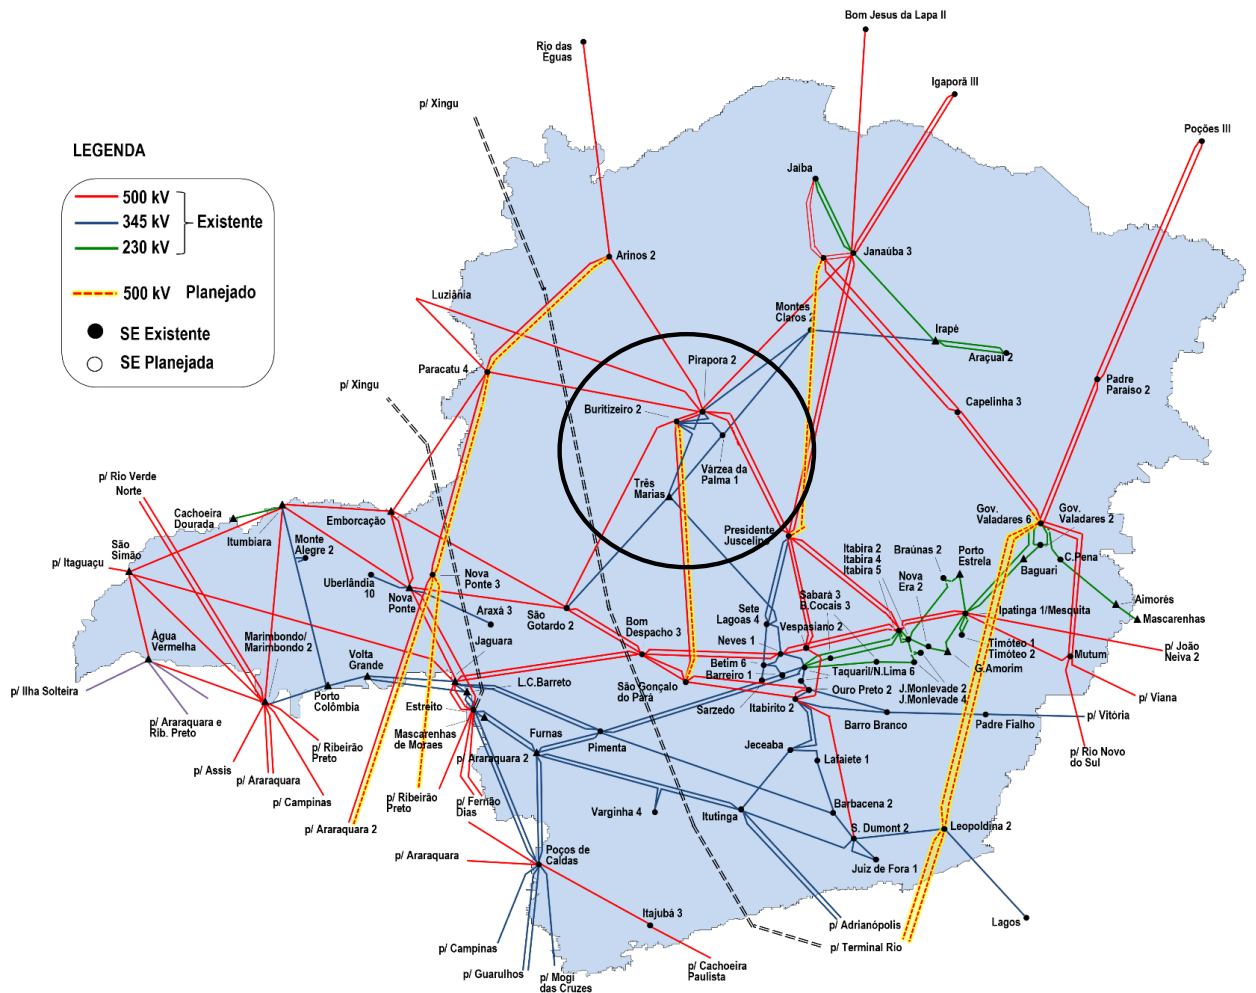 Bom Jesus da Lapa II
Rio das
Éguas
Igaporã III
p/ Xingu
Poções III
LEGENDA
500 kV
345 kV
230 kV
Existente
500 kV Planejado
SE Existente
SE Planejada
Jaíba
Janaúba 3
Arinos 2
Luziânia
Montes
Claros 2
Irapé
Araçuaí 2
Pirapora 2
Paracatu 4
p/ Xingu
Buritizeiro 2
Padre
Paraíso 2
Capelinha 3
Várzea da
Palma 1
Três
Marias
p/ Rio Verde
Norte
Cachoeira
Dourada
Itumbiara
Emborcação
Presidente
Juscelino
Gov.
Valadares 6
Gov.
Valadares 2
São
Simão
Monte
Alegre 2
Itabira 2
Itabira 4
Itabira 5
Braúnas 2
Porto
Estrela
C.Pena
Baguari
p/ Itaguaçu
Uberlândia
10
Nova
Ponte
Nova
Ponte 3
Nova
Era 2
Sabará 3
B.Cocais 3
Aimorés
Mascarenhas
Araxá 3
São
Gotardo 2
Sete
Lagoas 4
Vespasiano 2
Ipatinga 1/Mesquita
Água
Vermelha
Marimbondo/
Marimbondo 2
Jaguara
Bom
Despacho 3
Neves 1
Timóteo 1
Timóteo 2
p/ João
Neiva 2
Volta
Grande
Betim 6
Barreiro 1
Taquaril/N.Lima 6
G.Amorim
Mutum
p/ Ilha Solteira
L.C.Barreto
São Gonçalo
do Pará
J.Monlevade 2
J.Monlevade 4
p/ Viana
Porto
Colômbia
Estreito
Sarzedo
Ouro Preto 2
Itabirito 2
p/ Araraquara e
Rib. Preto
Mascarenhas
de Moraes
Furnas
Barro Branco
Padre Fialho
p/ Vitória
p/ Ribeirão
Preto
Pimenta
Jeceaba
p/ Rio Novo
do Sul
p/ Assis
p/ Araraquara
p/ Araraquara 2
Lafaiete 1
p/ Campinas
p/ Ribeirão
Preto
p/ Fernão
Dias
Varginha 4
Itutinga
Barbacena 2
p/ Araraquara 2
S. Dumont 2
Leopoldina 2
p/ Araraquara
Poços de
Caldas
Juiz de Fora 1
Itajubá 3
p/ Adrianópolis
Lagos
p/ Campinas
p/ Terminal Rio
p/ Guarulhos
p/ Mogi
das Cruzes
p/ Cachoeira
Paulista